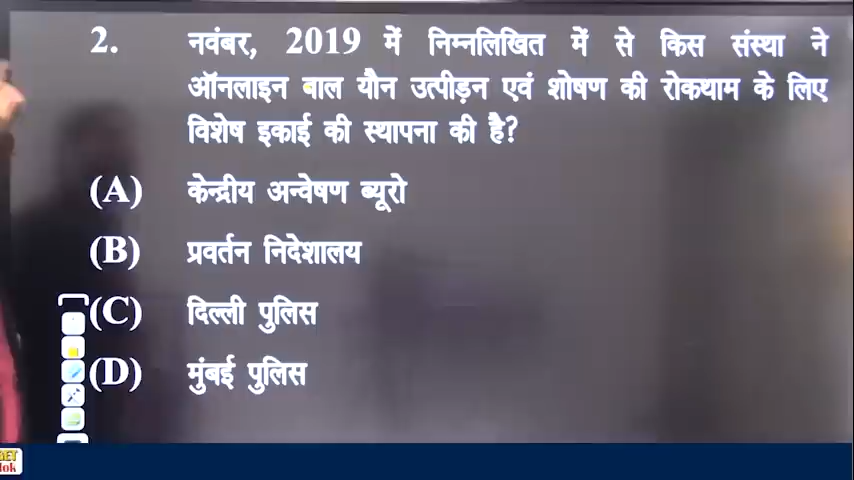 2. नवंबर, 2019 में निम्नलिखित में से किस संस्था ने
ऑनलाइन बाल यौन उत्पीड़न एवं शोषण की रोकथाम के लिए
विशेष इकाई की स्थापना की है?
(A) केन्द्रीय अन्वेषण ब्यूरो
(B) प्रवर्तन निदेशालय
(C) दिल्ली पुलिस
(D) मुंबई पुलिस